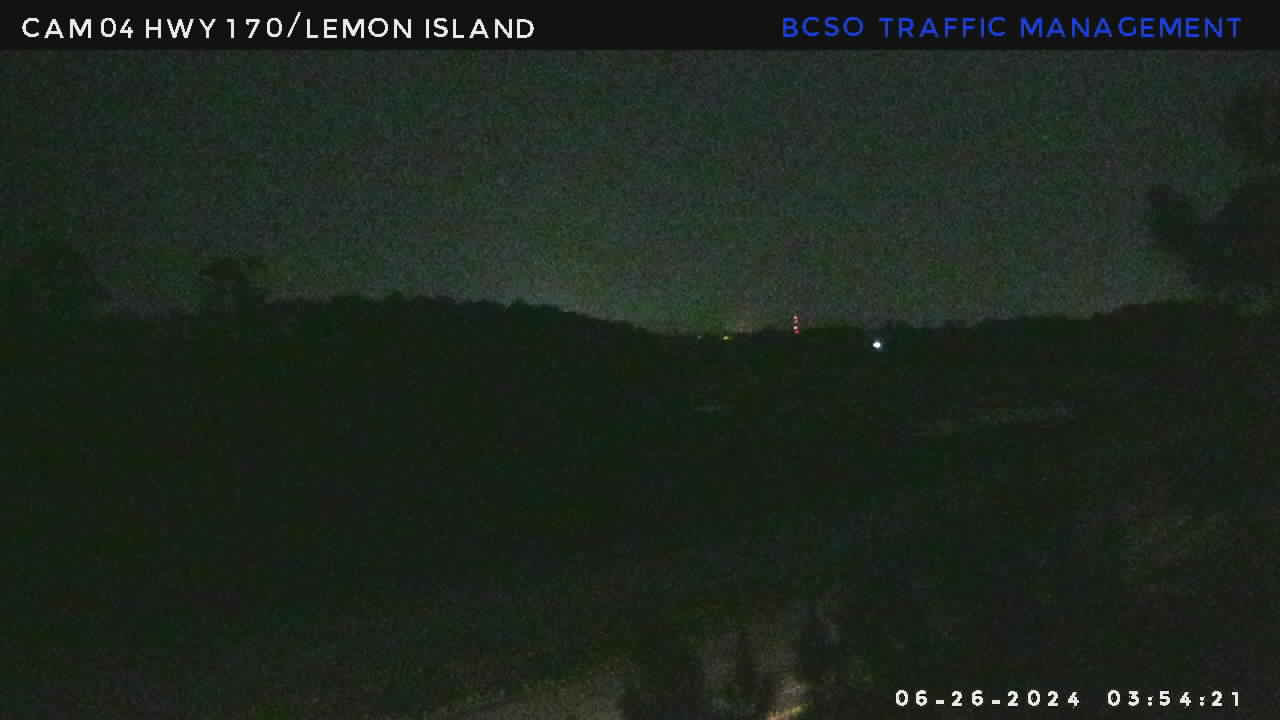 CAM04 HWY 170/LEMON ISLAND
BCSO TRAFFIC MANAGEMENT
06-26-2024 03:54:21